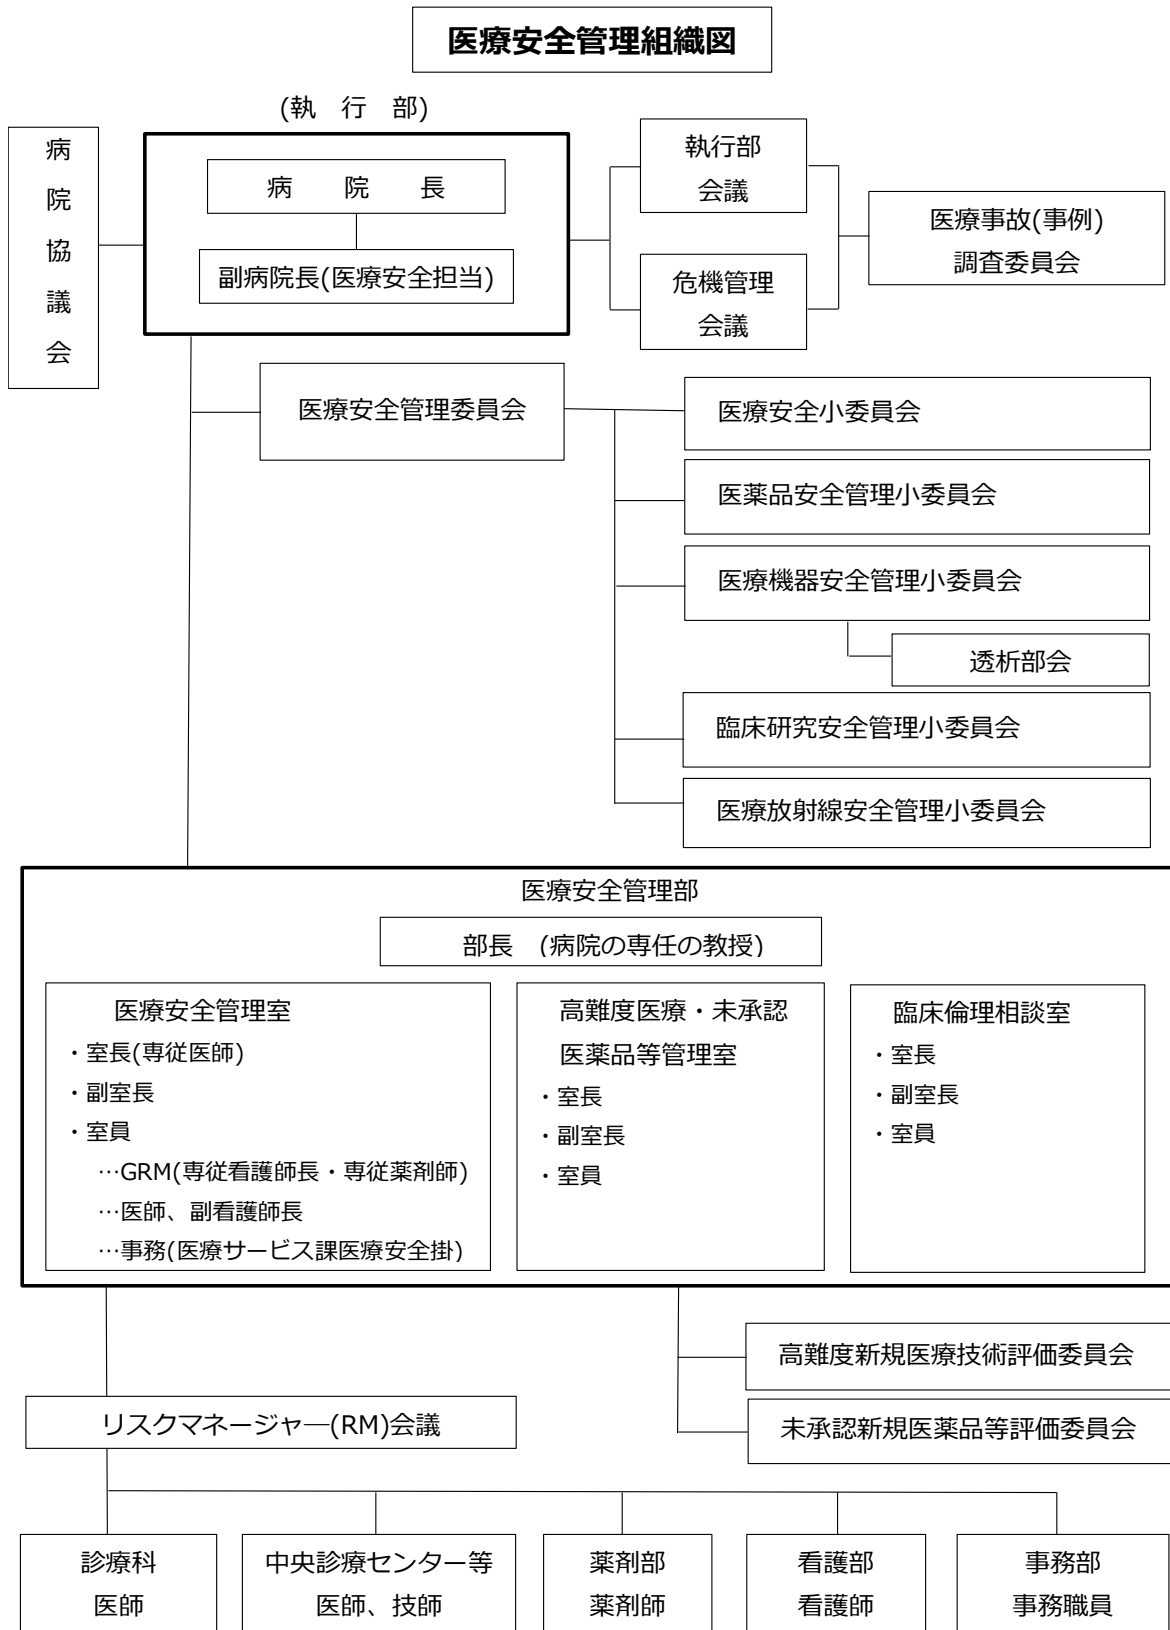 医療安全管理組織図
(執　行　部)
病院協議会
病　院　長
副病院長(医療安全担当)
執行部
会議
危機管理
会議
医療事故(事例)
調査委員会
医療安全管理委員会
医療安全小委員会
医薬品安全管理小委員会
医療機器安全管理小委員会
透析部会
臨床研究安全管理小委員会
医療放射線安全管理小委員会
医療安全管理部
部長　(病院の専任の教授)
医療安全管理室
・室長(専従医師)
・副室長
・室員
…GRM(専従看護師長・専従薬剤師)
…医師、副看護師長
…事務(医療サービス課医療安全掛)
高難度医療・未承認
医薬品等管理室
・室長
・副室長
・室員
臨床倫理相談室
・室長
・副室長
・室員
高難度新規医療技術評価委員会
未承認新規医薬品等評価委員会
リスクマネージャ―(RM)会議
診療科
医師
中央診療センター等
医師、技師
薬剤部
薬剤師
看護部
看護師
事務部
事務職員